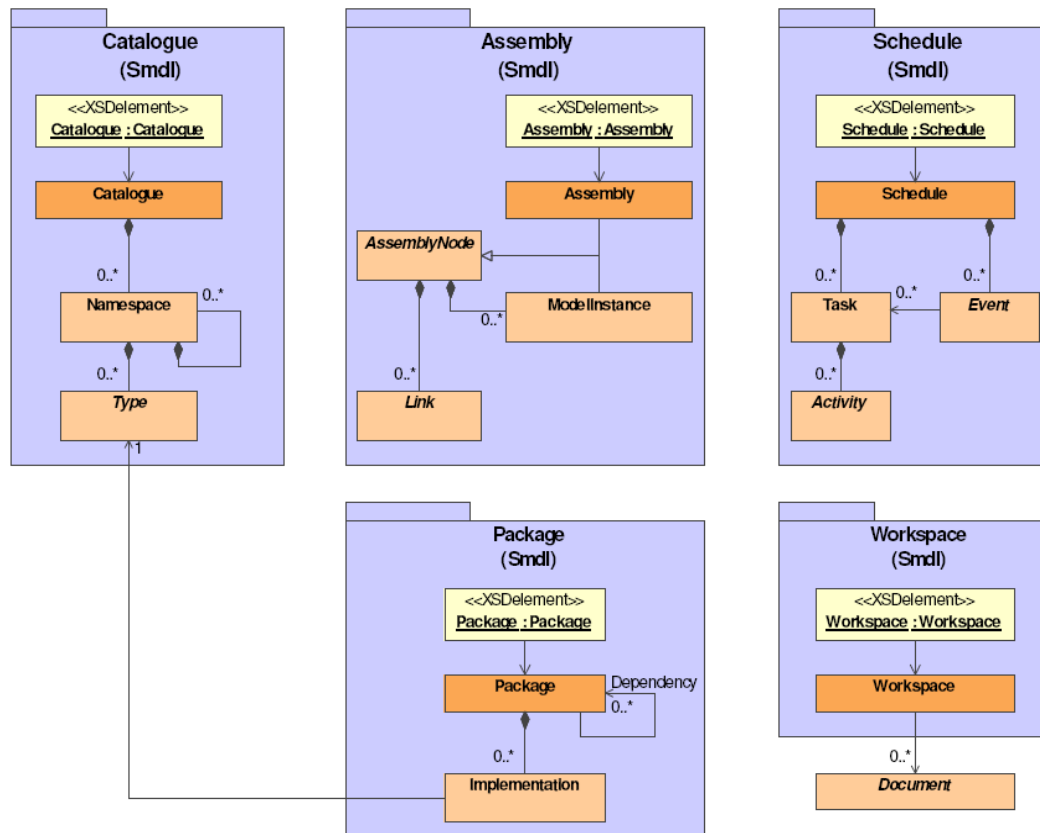 Catalogue
(Smdl)
<<XSDelement>>
Catalogue : Catalogue
Catalogue
0..*
0..*
Namespace
0..*
Type
1
Assembly
(Smdl)
<<XSDelement>>
Assembly : Assembly
Assembly
AssemblyNode
ModelInstance
0..*
0..*
Link
Schedule
(Smdl)
<<XSDelement>>
Schedule : Schedule
Schedule
0..*
0..*
0..*
Task
Event
0..*
Activity
Package
(Smdl)
<<XSDelement>>
Package : Package
Package
Dependency
0..*
0..*
Implementation
Workspace
(Smdl)
<<XSDelement>>
Workspace : Workspace
Workspace
0..*
Document